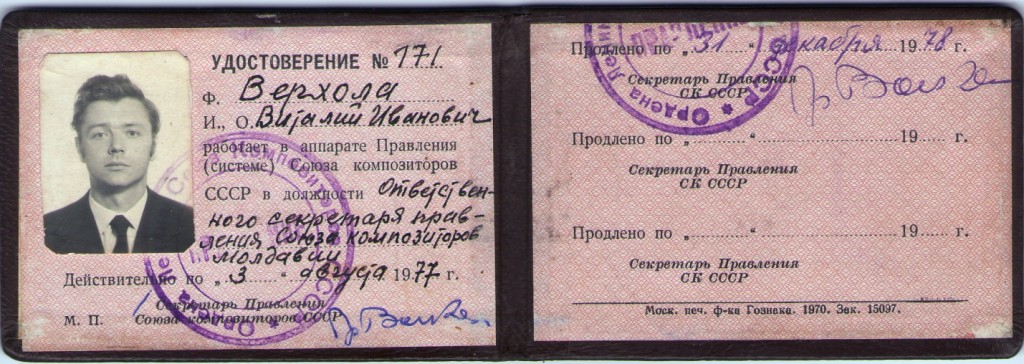 УДОСТОВЕРЕНИЕ № 171
Ф. Верхола
И., О. Виталий Иванович
работает в аппарате Правления
(системе) Союза композиторов
СССР в должности Ответствен-
ного секретаря прав-
ления Союза композиторов
Молдавии
Действительно по „3“ августа 1977 г.
Секретарь Правления
М. П. Союза композиторов СССР
Продлено по „31“ декабря 1978 г.
Секретарь Правления
СК СССР
Продлено по „ “ 19 г.
Секретарь Правления
СК СССР
Продлено по „ “ 19 г.
Секретарь Правления
СК СССР
Моск. печ. ф-ка Гознака. 1970. Зак. 15097.